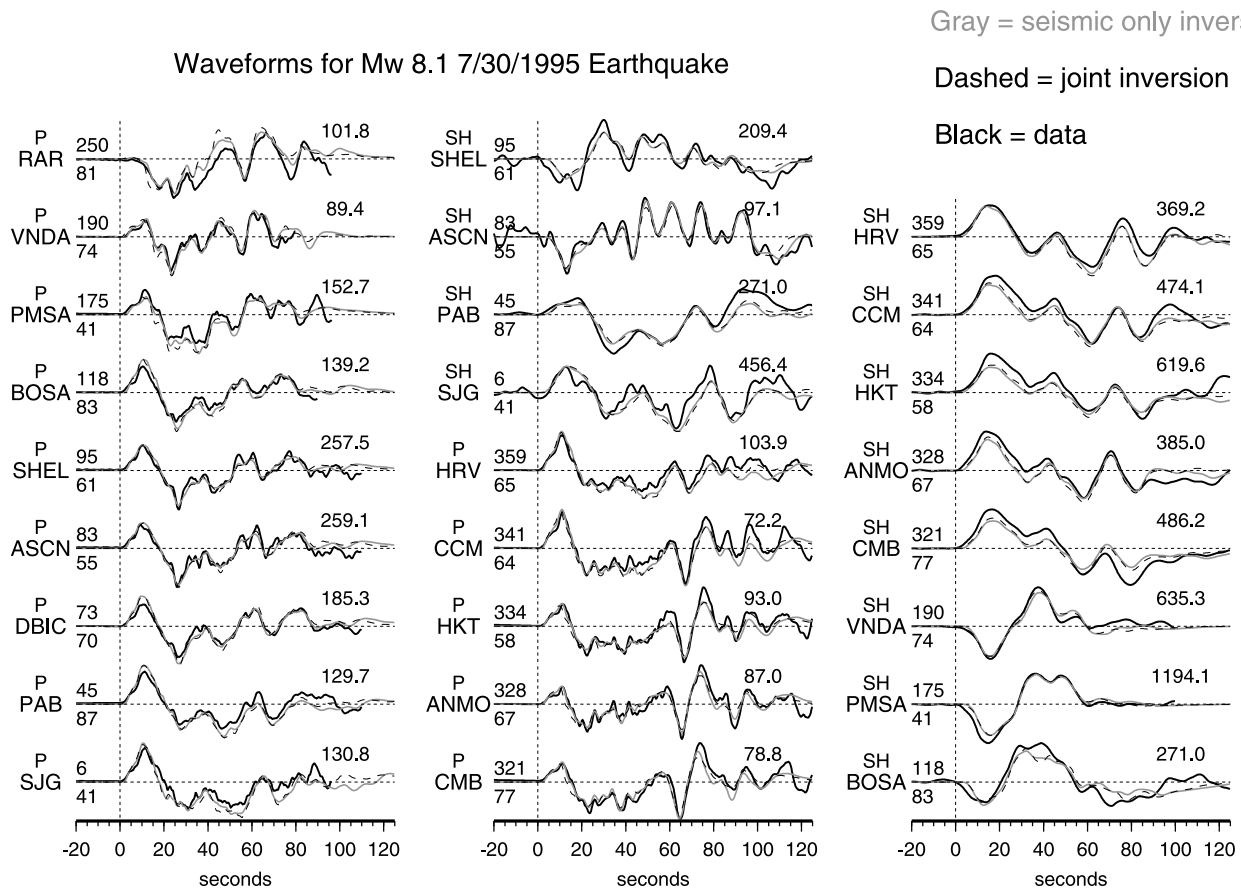 Gray = seismic only inver
Waveforms for Mw 8.1 7/30/1995 Earthquake
Dashed = joint inversion
Black = data
P RAR 250 81 101.8
P VNDA 190 74 89.4
P PMSA 175 41 152.7
P BOSA 118 83 139.2
P SHEL 95 61 257.5
P ASCN 83 55 259.1
P DBIC 73 70 185.3
P PAB 45 87 129.7
P SJG 6 41 130.8
-20 0 20 40 60 80 100 120
seconds
SH SHEL 95 61 209.4
SH ASCN 83 55 97.1
SH PAB 45 87 271.0
SH SJG 6 41 456.4
P HRV 359 65 103.9
P CCM 341 64 72.2
P HKT 334 58 93.0
P ANMO 328 67 87.0
P CMB 321 77 78.8
-20 0 20 40 60 80 100 120
seconds
SH HRV 359 65 369.2
SH CCM 341 64 474.1
SH HKT 334 58 619.6
SH ANMO 328 67 385.0
SH CMB 321 77 486.2
SH VNDA 190 74 635.3
SH PMSA 175 41 1194.1
SH BOSA 118 83 271.0
-20 0 20 40 60 80 100 120
seconds